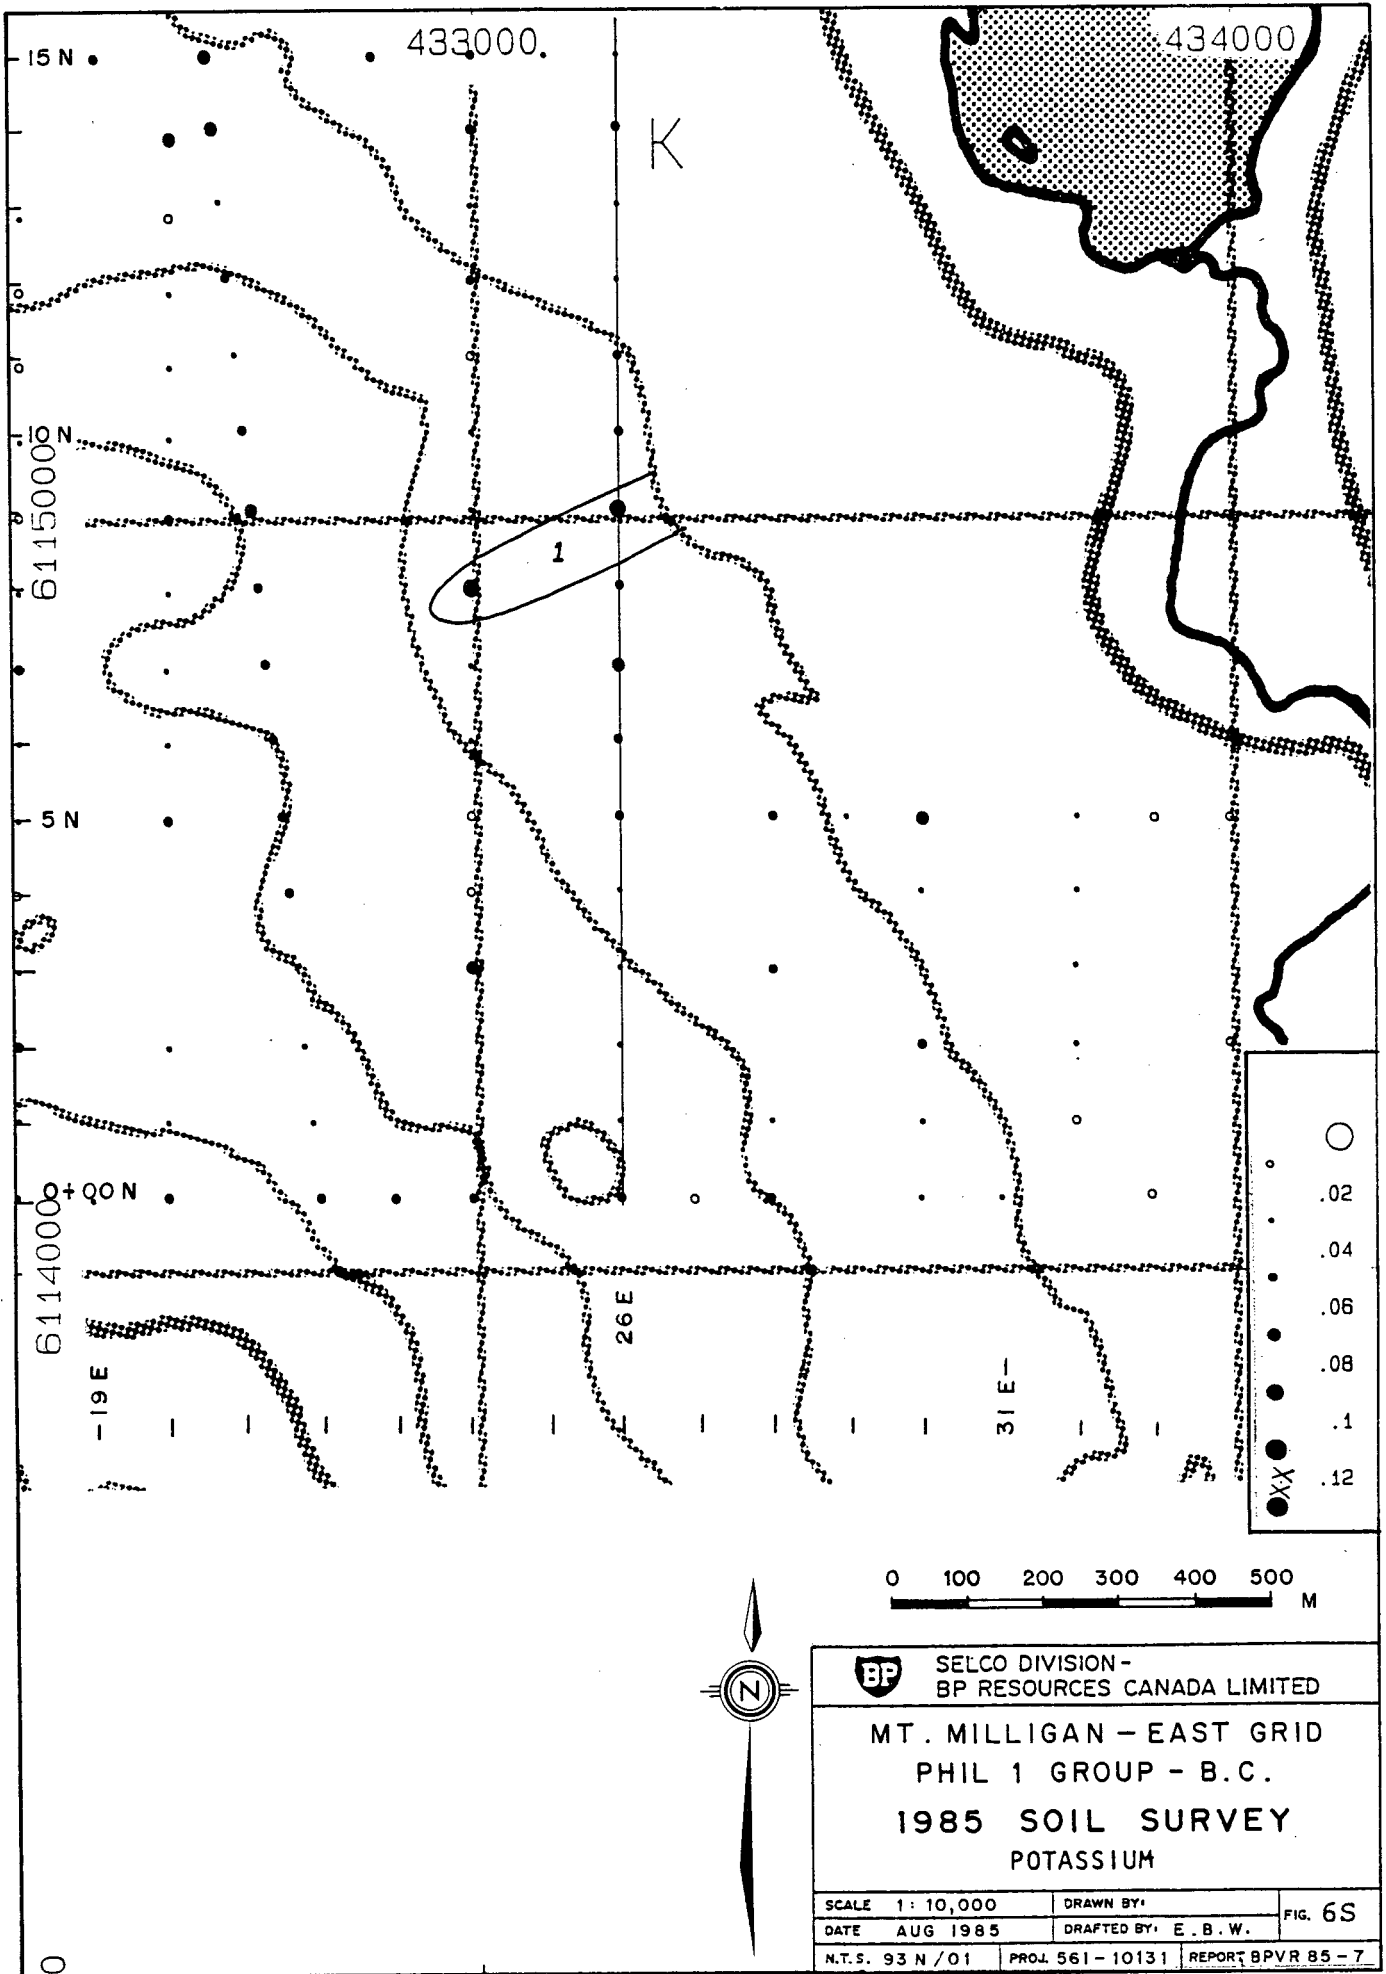 433000
434000
15 N
K
10 N
6115000
1
5 N
0+00 N
6114000
26 E
19 E
31 E
.02
.04
.06
.08
.1
.12
XX
0 100 200 300 400 500
M
N
BP
SELCO DIVISION-
BP RESOURCES CANADA LIMITED
MT. MILLIGAN - EAST GRID
PHIL 1 GROUP - B.C.
1985 SOIL SURVEY
POTASSIUM
SCALE 1: 10,000
DRAWN BY:
FIG. 6S
DATE AUG 1985
DRAFTED BY: E.B.W.
N.T.S. 93 N/01
PROJ. 561-10131
REPORT BPVR 85-7
0